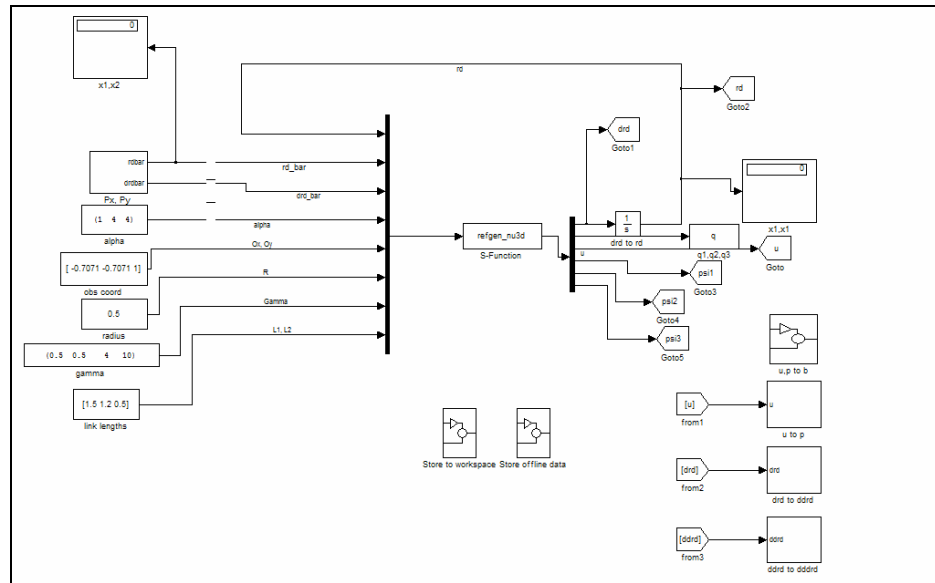 0
x1,x2
rd
rd
Goto2
drd
Goto1
rdbar
drdbar
Px, Py
rd_bar
drd_bar
0
x1,x1
(1 4 4)
alpha
alpha
refgen_nu3d
S-Function
1
s
drd to rd
q
q1,q2,q3
u
u
Goto
[ -0.7071 -0.7071 1]
obs coord
Ox, Oy
psi1
Goto3
R
0.5
radius
psi2
Goto4
Gamma
(0.5 0.5 4 10)
gamma
L1, L2
psi3
Goto5
u,p to b
[1.5 1.2 0.5]
link lengths
[u]
from1
u
u to p
Store to workspace
Store offline data
[drd]
from2
drd
drd to ddrd
[ddrd]
from3
ddrd
ddrd to dddrd